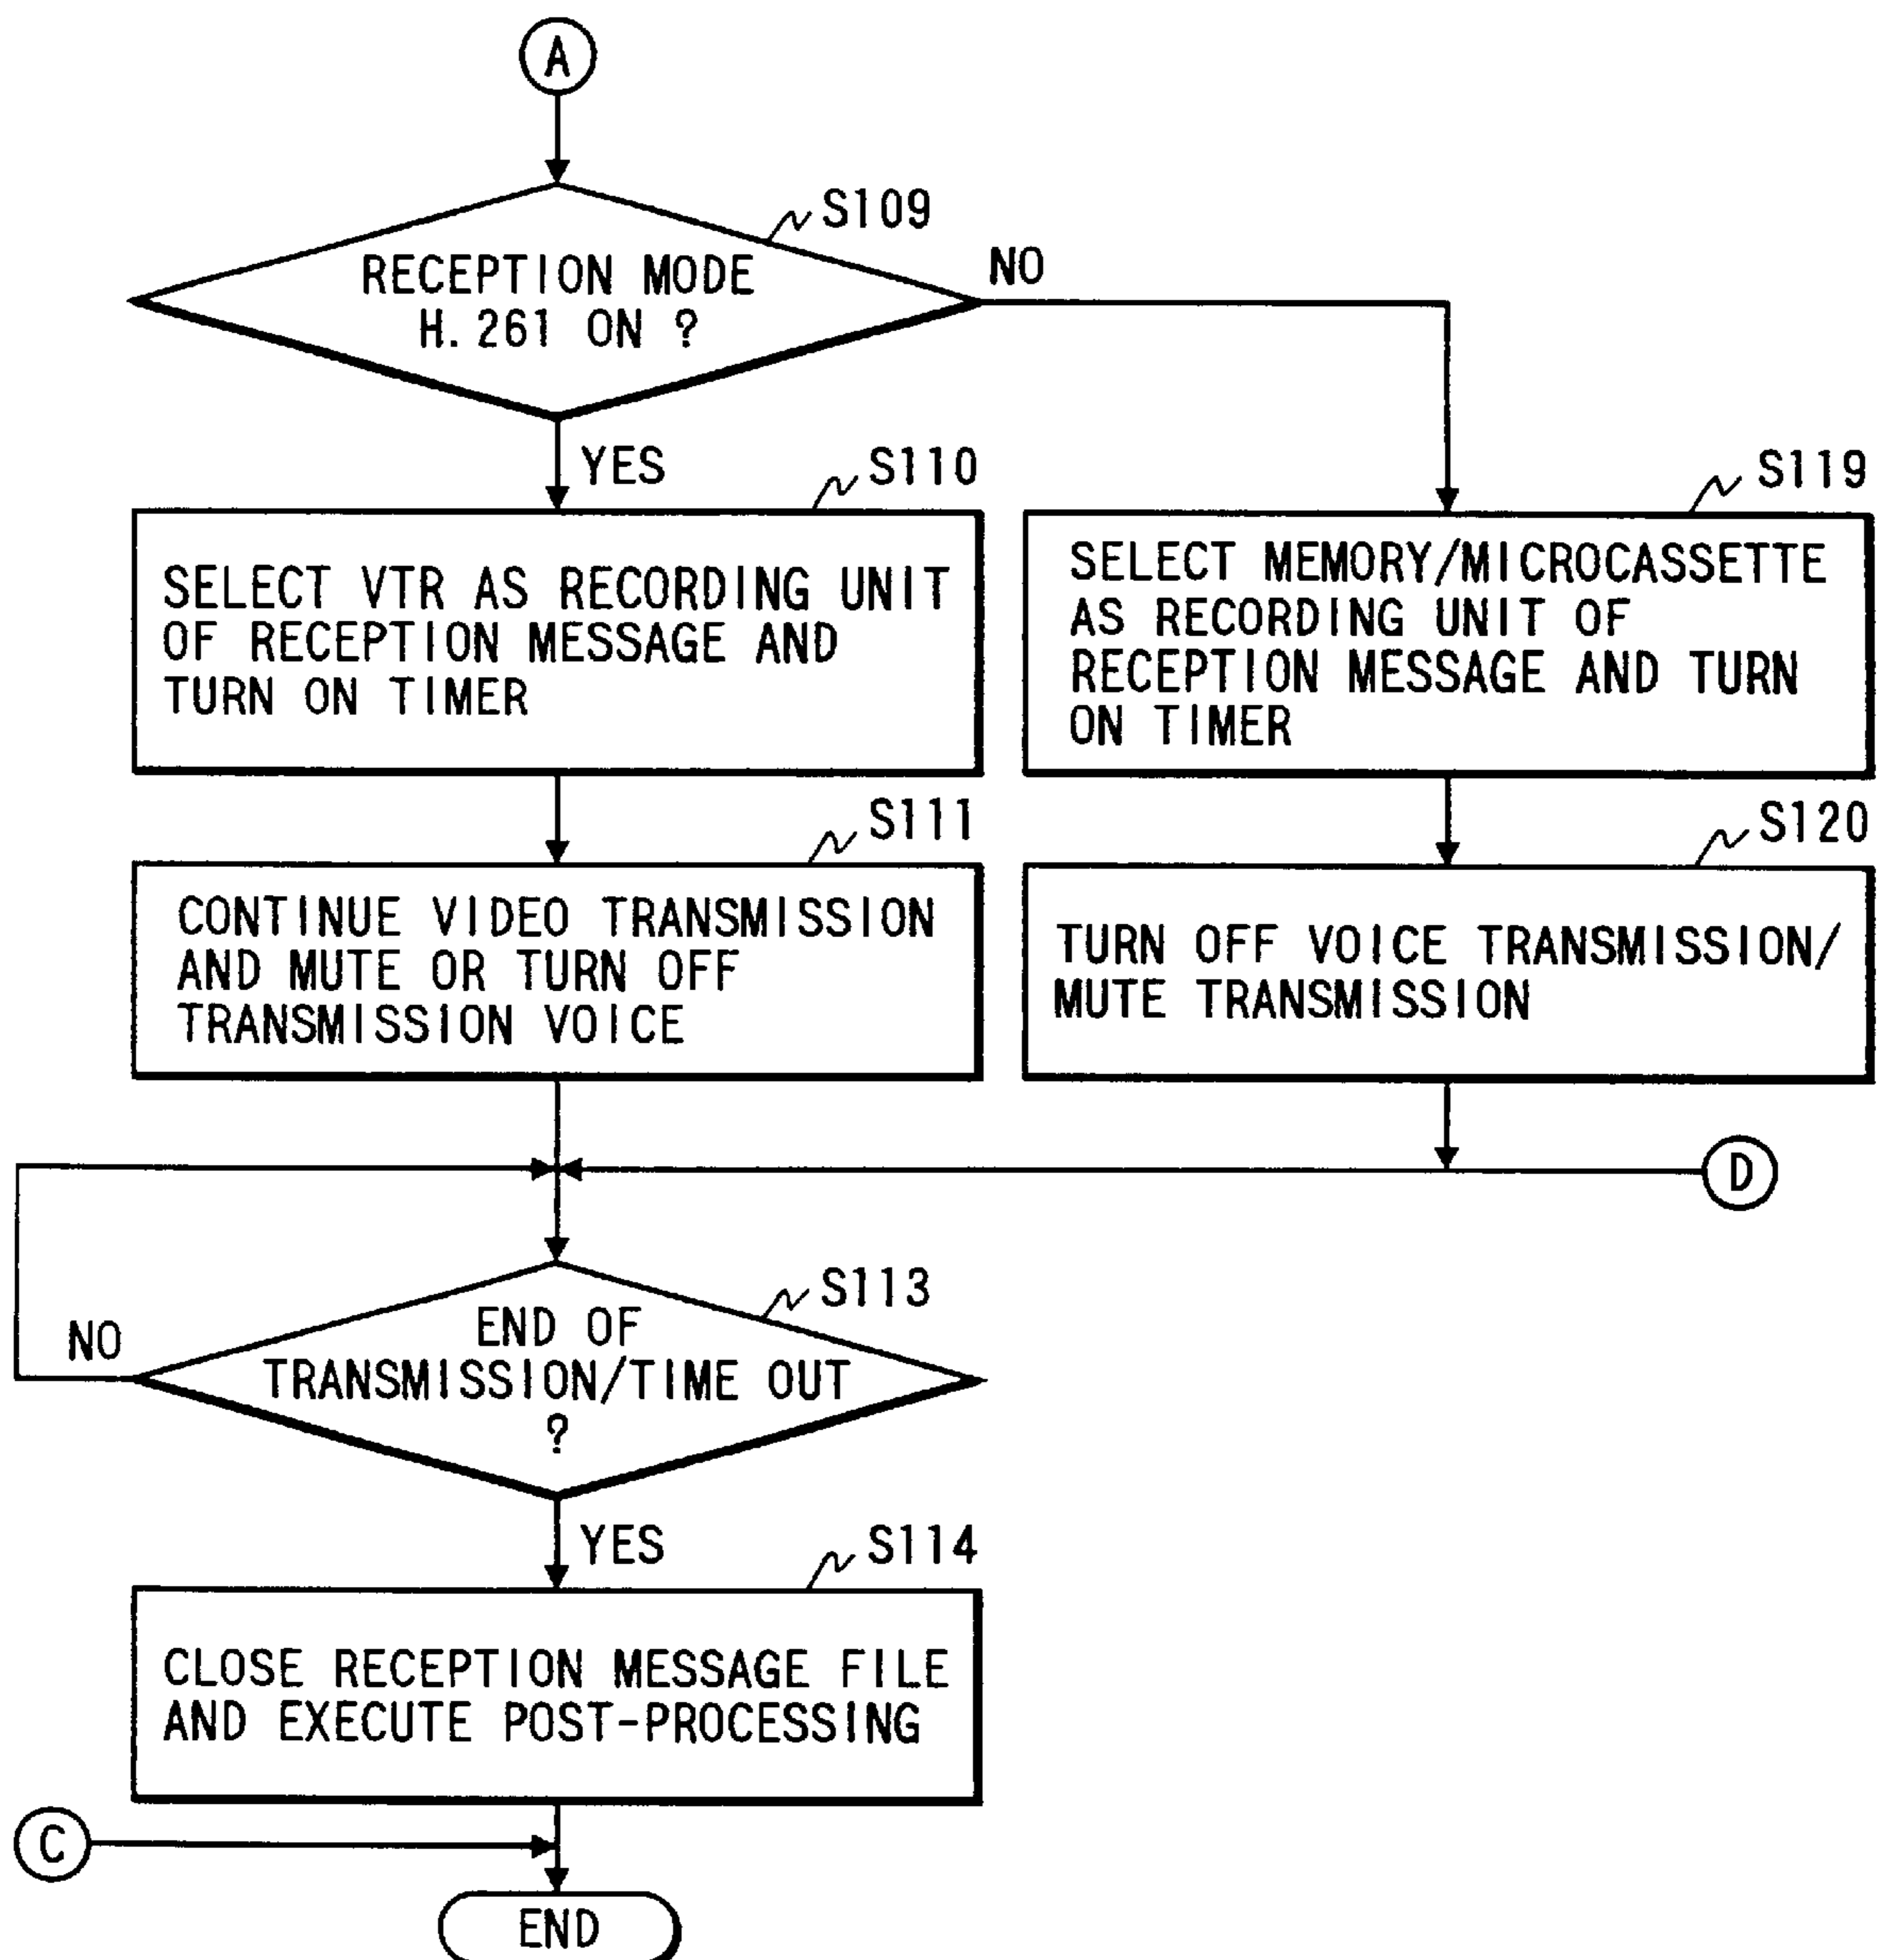 A
S109
RECEPTION MODE
H.261 ON ?
NO
YES
S110
SELECT VTR AS RECORDING UNIT
OF RECEPTION MESSAGE AND
TURN ON TIMER
S119
SELECT MEMORY/MICROCASSETTE
AS RECORDING UNIT OF
RECEPTION MESSAGE AND TURN
ON TIMER
S111
CONTINUE VIDEO TRANSMISSION
AND MUTE OR TURN OFF
TRANSMISSION VOICE
S120
TURN OFF VOICE TRANSMISSION/
MUTE TRANSMISSION
D
S113
END OF
TRANSMISSION/TIME OUT
?
NO
YES
S114
CLOSE RECEPTION MESSAGE FILE
AND EXECUTE POST-PROCESSING
C
END